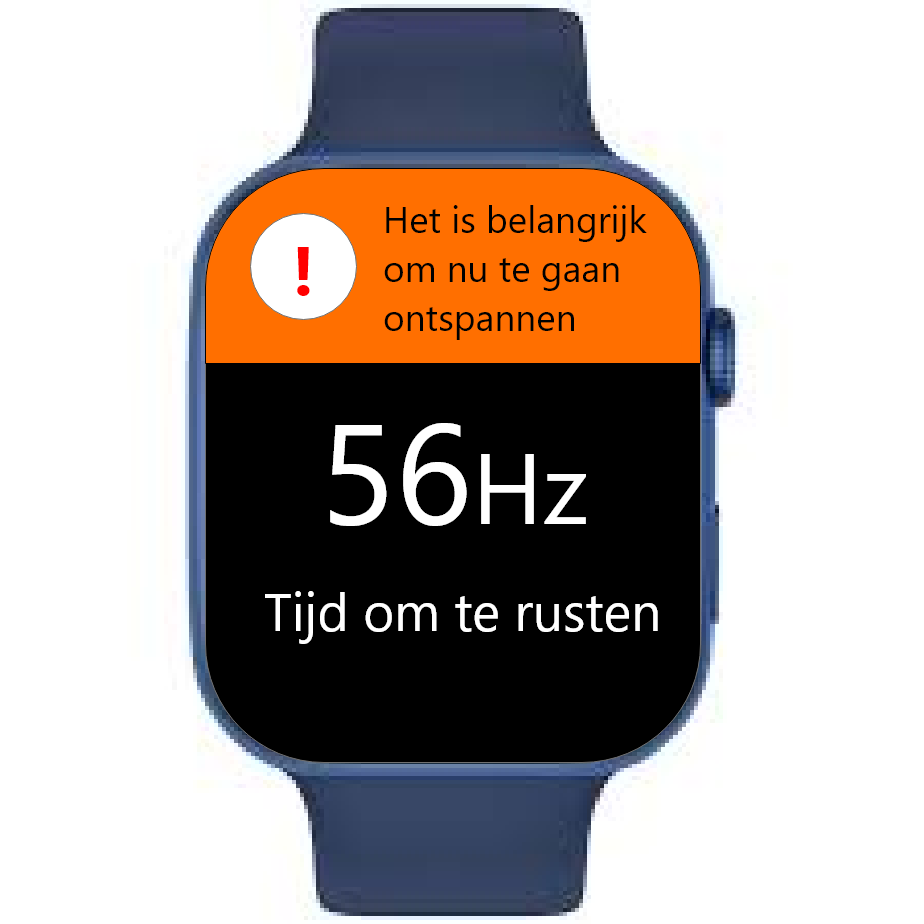 !
Het is belangrijk
om nu te gaan
ontspannen
56Hz
Tijd om te rusten